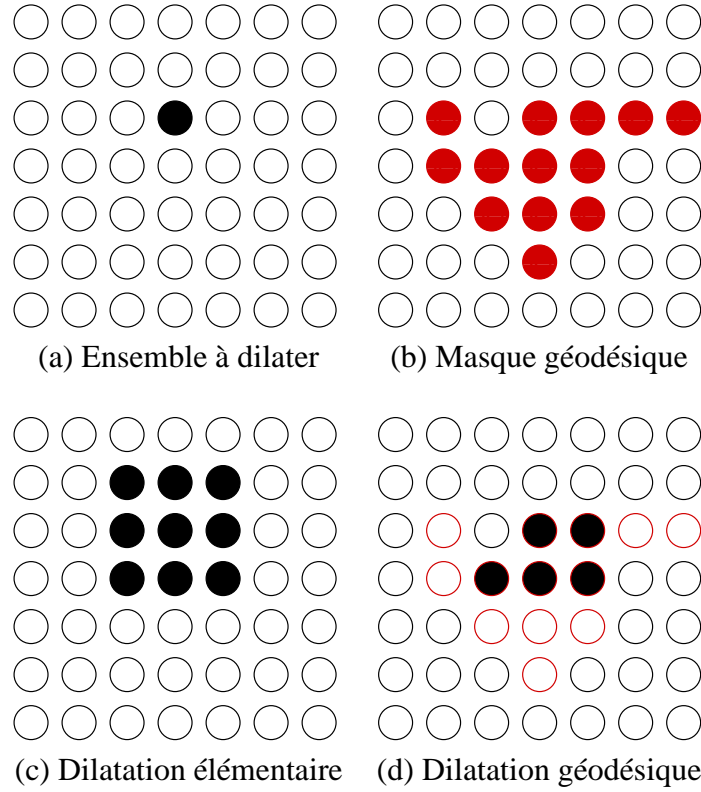 (a) Ensemble à dilater
(b) Masque géodésique
(c) Dilatation élémentaire
(d) Dilatation géodésique